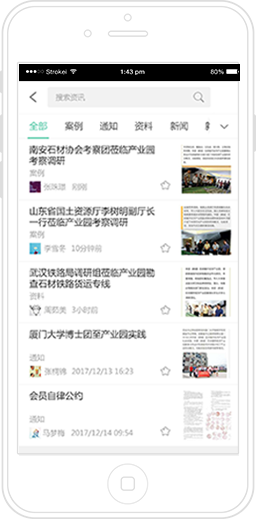 Strokei 1:43 pm 80%
搜索资讯
全部 案例 通知 资料 新闻
南安石材协会考察团莅临产业园
考察调研
案例
张珠璟 刚刚
山东省国土资源厅李树明副厅长
一行莅临产业园考察调研
案例
李雪冬 10分钟前
武汉铁路局调研组莅临产业园勘
查石材铁路货运专线
资料
周茹美 3小时前
厦门大学博士团至产业园实践
通知
张梅锦 2017/12/13 16:23
会员自律公约
通知
马梦梅 2017/12/14 09:54